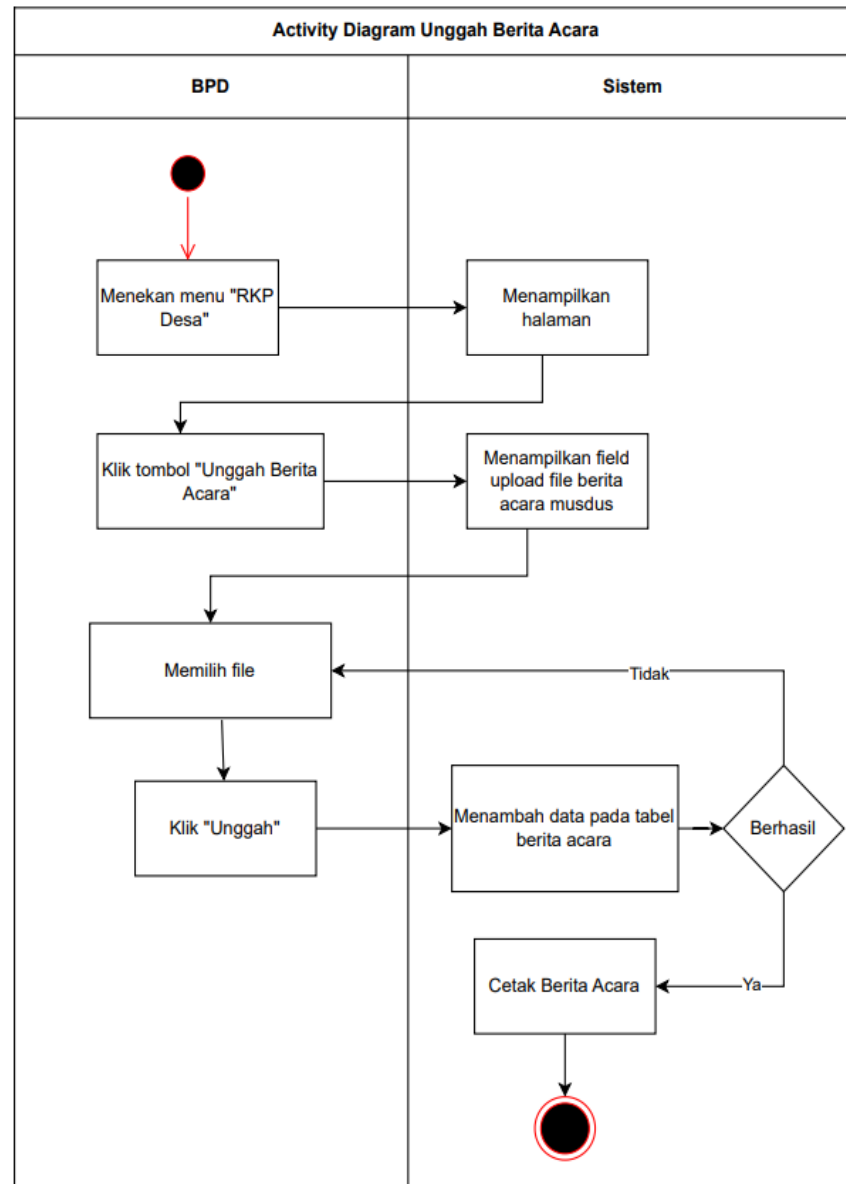 Activity Diagram Unggah Berita Acara
BPD
Sistem
Menekan menu "RKP
Desa"
Menampilkan
halaman
Klik tombol "Unggah Berita
Acara"
Menampilkan field
upload file berita
acara musdus
Memilih file
Tidak
Klik "Unggah"
Menambah data pada tabel
berita acara
Berhasil
Cetak Berita Acara
Ya